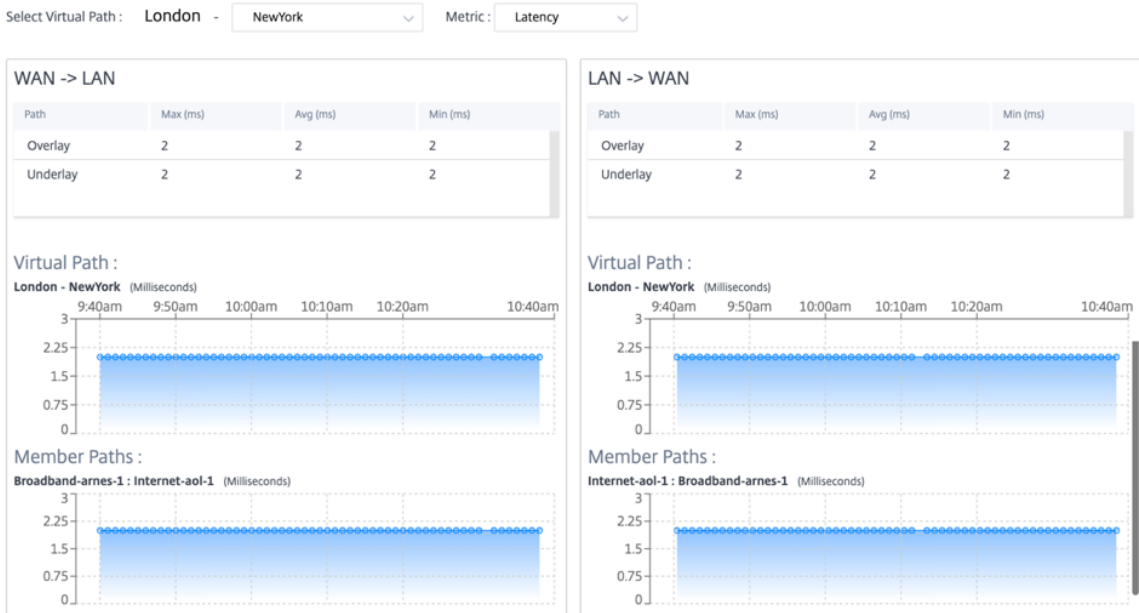 Select Virtual Path : London - NewYork Metric : Latency
WAN -> LAN
Path Max (ms) Avg (ms) Min (ms)
Overlay 2 2 2
Underlay 2 2 2
Virtual Path :
London - NewYork (Milliseconds)
9:40am 9:50am 10:00am 10:10am 10:20am 10:40am
3
2.25
1.5
0.75
0
Member Paths :
Broadband-arnes-1 : Internet-aol-1 (Milliseconds)
3
2.25
1.5
0.75
0
LAN -> WAN
Path Max (ms) Avg (ms) Min (ms)
Overlay 2 2 2
Underlay 2 2 2
Virtual Path :
London - NewYork (Milliseconds)
9:40am 9:50am 10:00am 10:10am 10:20am 10:40am
3
2.25
1.5
0.75
0
Member Paths :
Internet-aol-1 : Broadband-arnes-1 (Milliseconds)
3
2.25
1.5
0.75
0